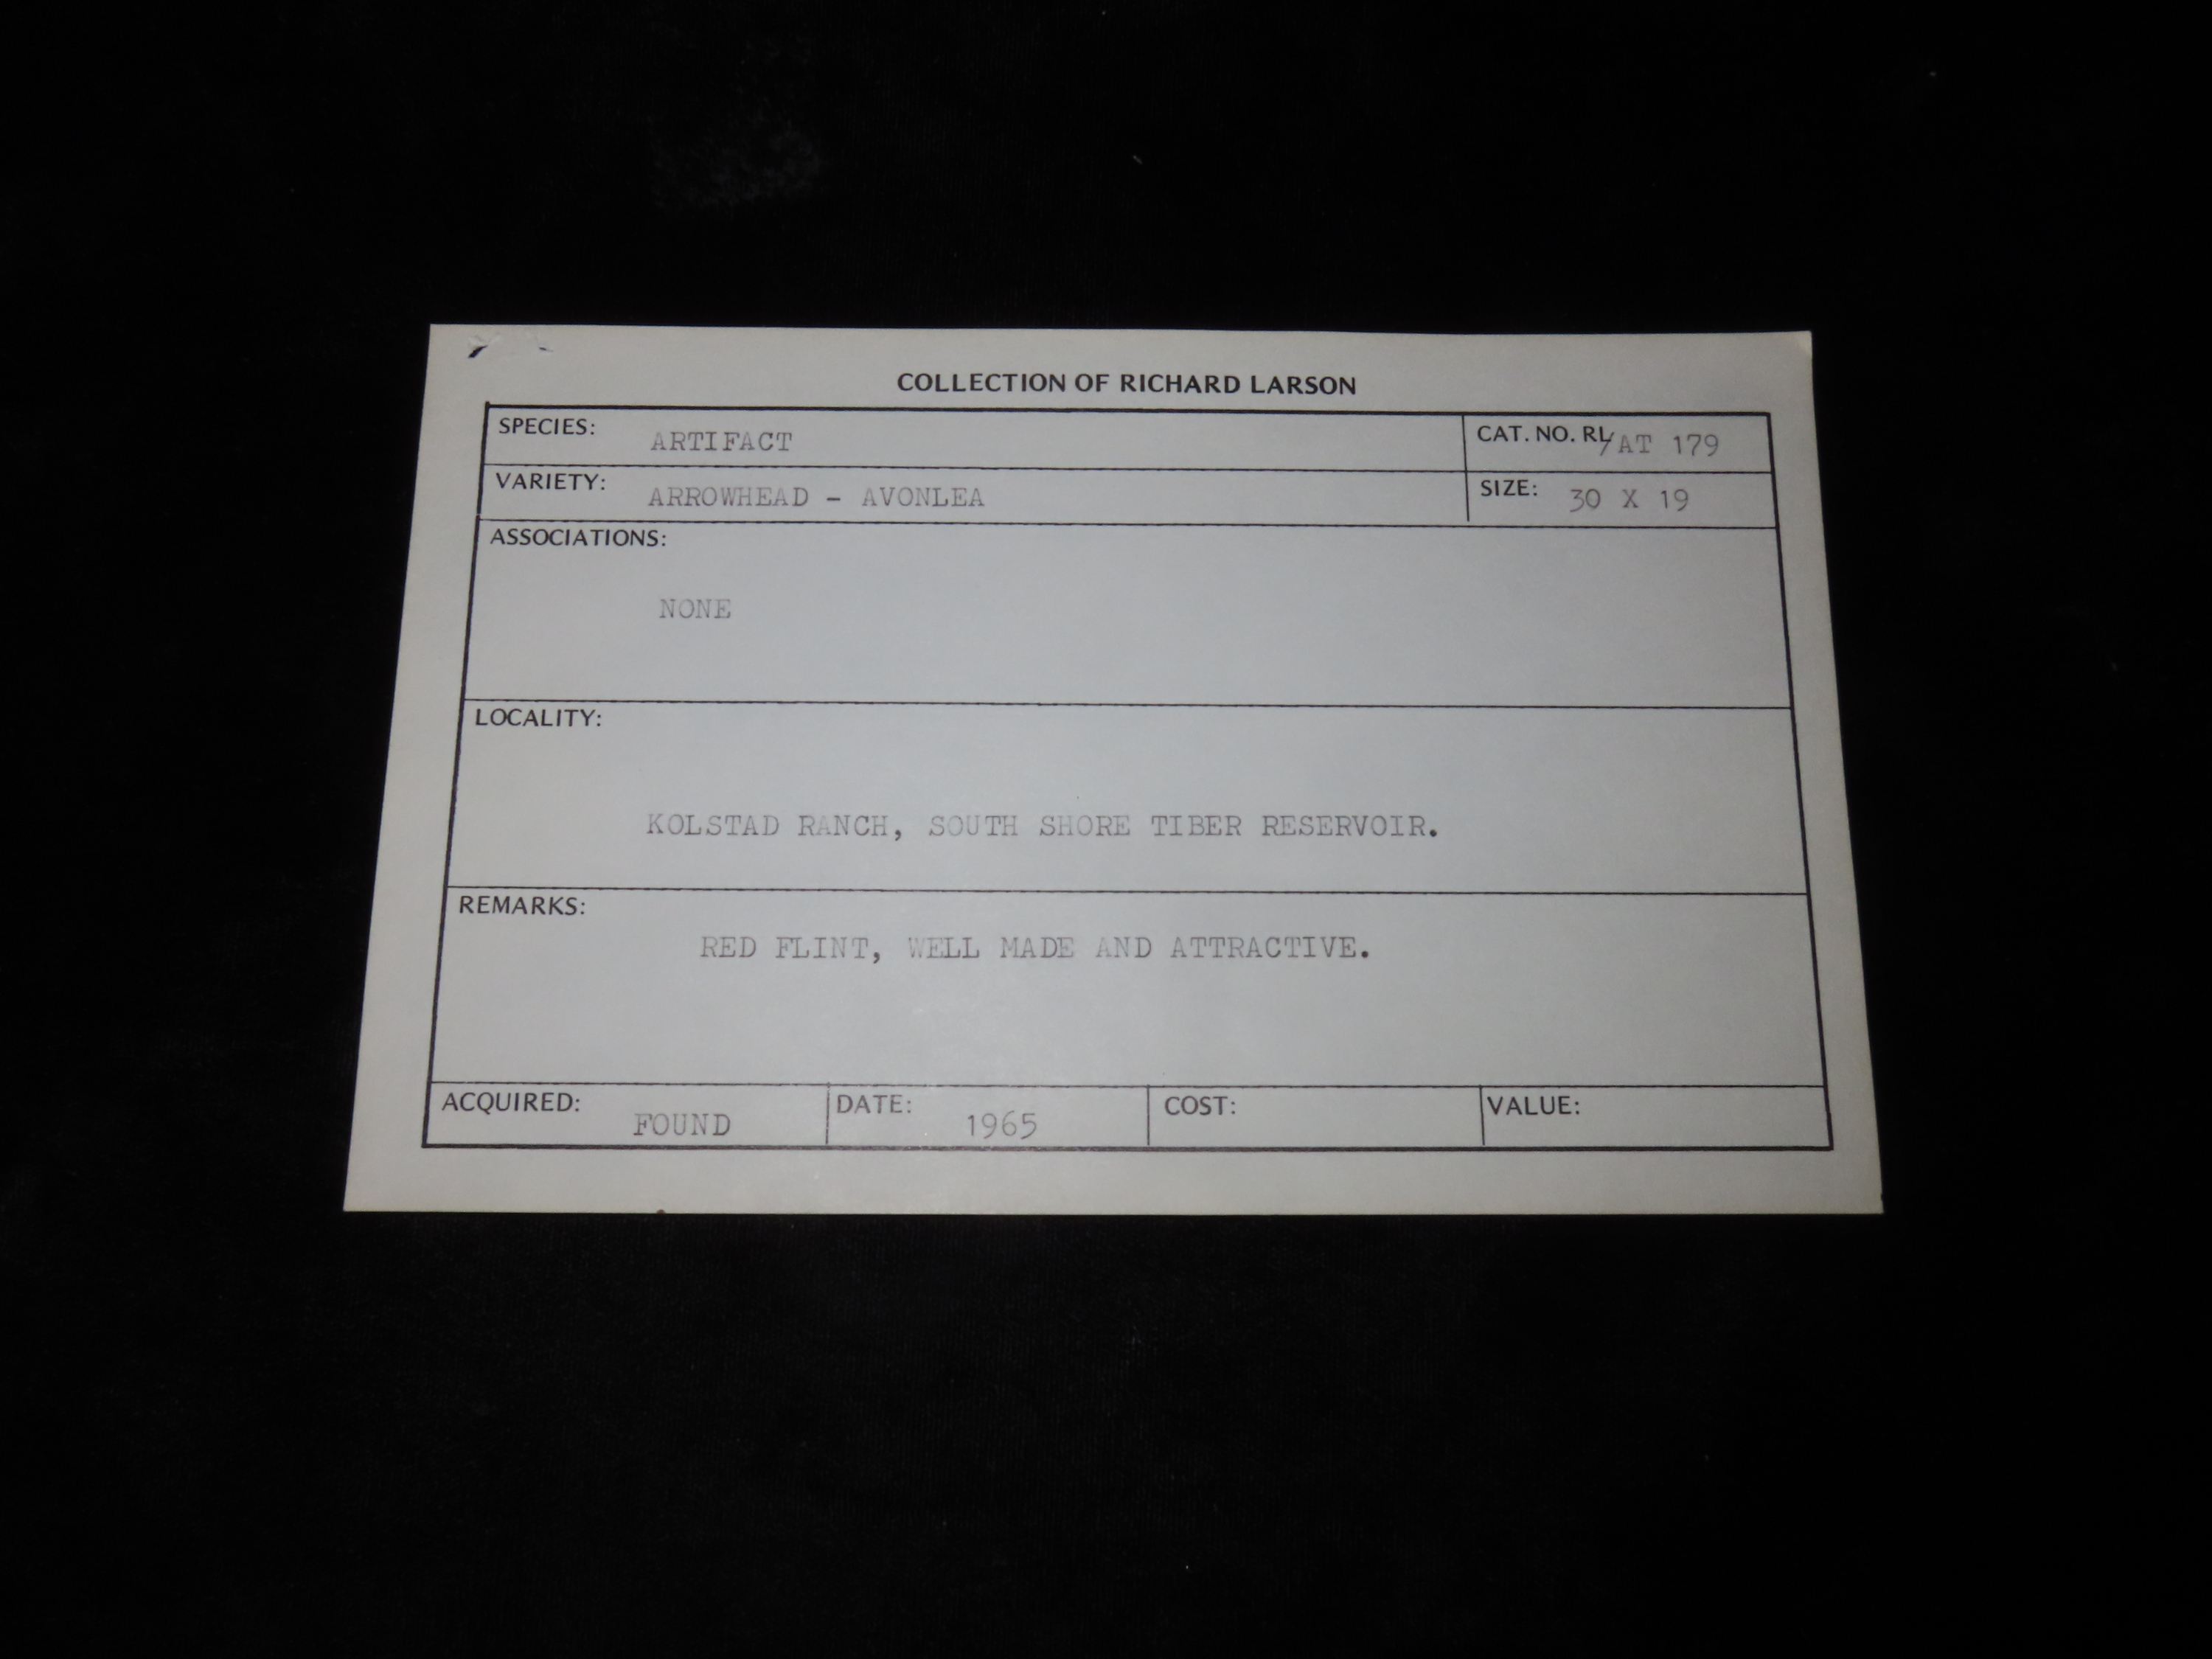 COLLECTION OF RICHARD LARSON
SPECIES: ARTIFACT
CAT. NO. RL/AT 179
VARIETY: ARROWHEAD - AVONLEA
SIZE: 30 X 19
ASSOCIATIONS:
NONE
LOCALITY:
KOLSTAD RANCH, SOUTH SHORE TIBER RESERVOIR.
REMARKS:
RED FLINT, WELL MADE AND ATTRACTIVE.
ACQUIRED: FOUND
DATE: 1965
COST:
VALUE: